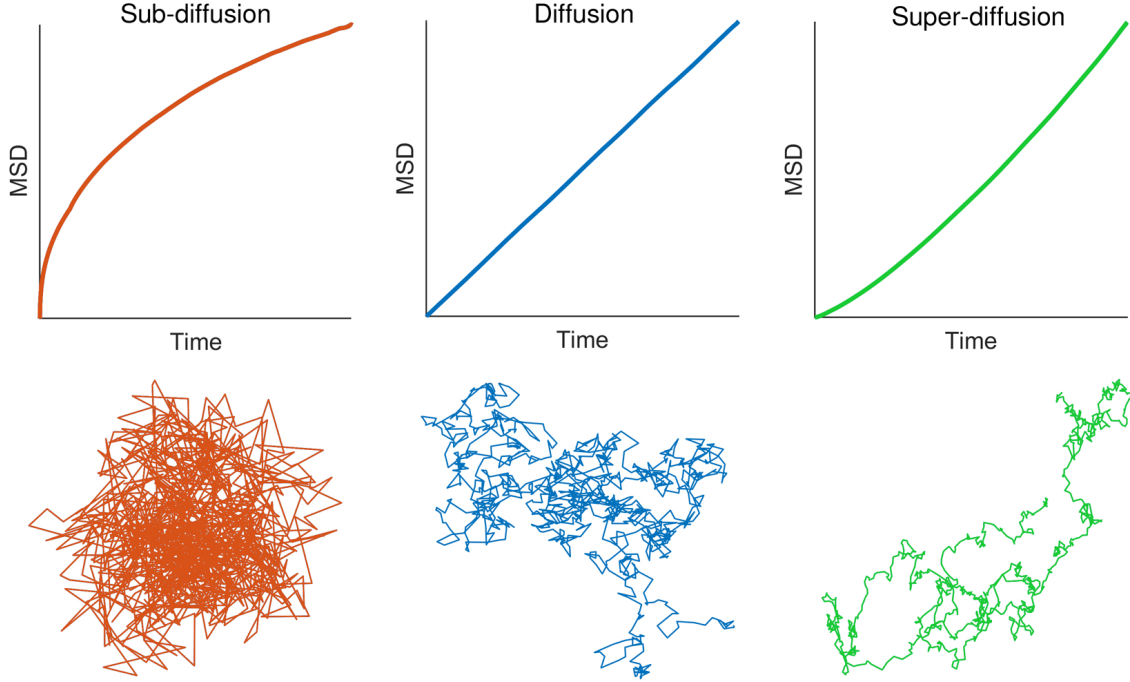 Sub-diffusion
Diffusion
Super-diffusion
MSD
MSD
MSD
Time
Time
Time